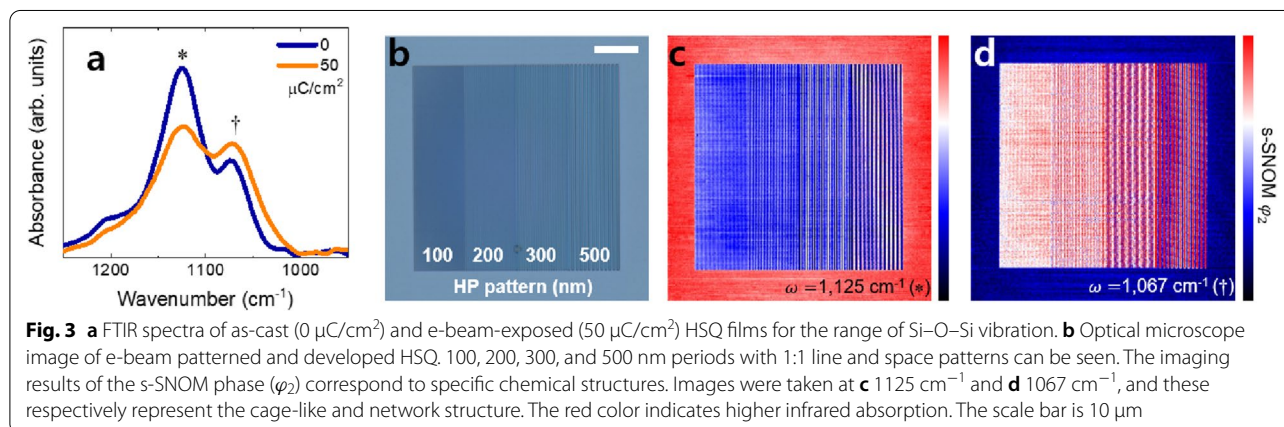 a
*
†
0
50
μC/cm²
Absorbance (arb. units)
1200 1100 1000
Wavenumber (cm⁻¹)
b
100 200 300 500
HP pattern (nm)
c
ω =1,125 cm⁻¹ (*)
d
ω =1,067 cm⁻¹ (†)
s-SNOM φ₂
Fig. 3 a FTIR spectra of as-cast (0 μC/cm²) and e-beam-exposed (50 μC/cm²) HSQ films for the range of Si–O–Si vibration. b Optical microscope
image of e-beam patterned and developed HSQ. 100, 200, 300, and 500 nm periods with 1:1 line and space patterns can be seen. The imaging
results of the s-SNOM phase (φ₂) correspond to specific chemical structures. Images were taken at c 1125 cm⁻¹ and d 1067 cm⁻¹, and these
respectively represent the cage-like and network structure. The red color indicates higher infrared absorption. The scale bar is 10 μm